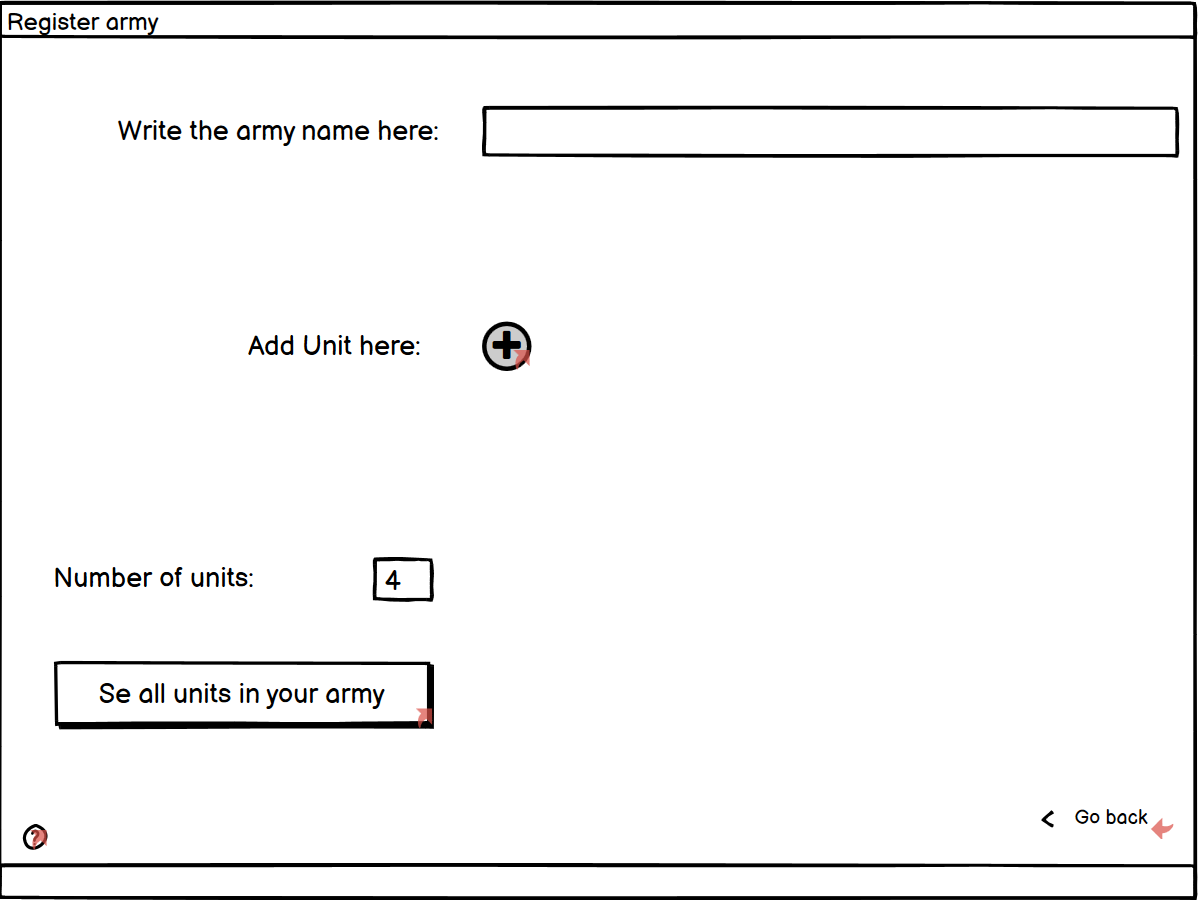 Register army
Write the army name here:
Add Unit here:
Number of units: 4
Se all units in your army
Go back
?